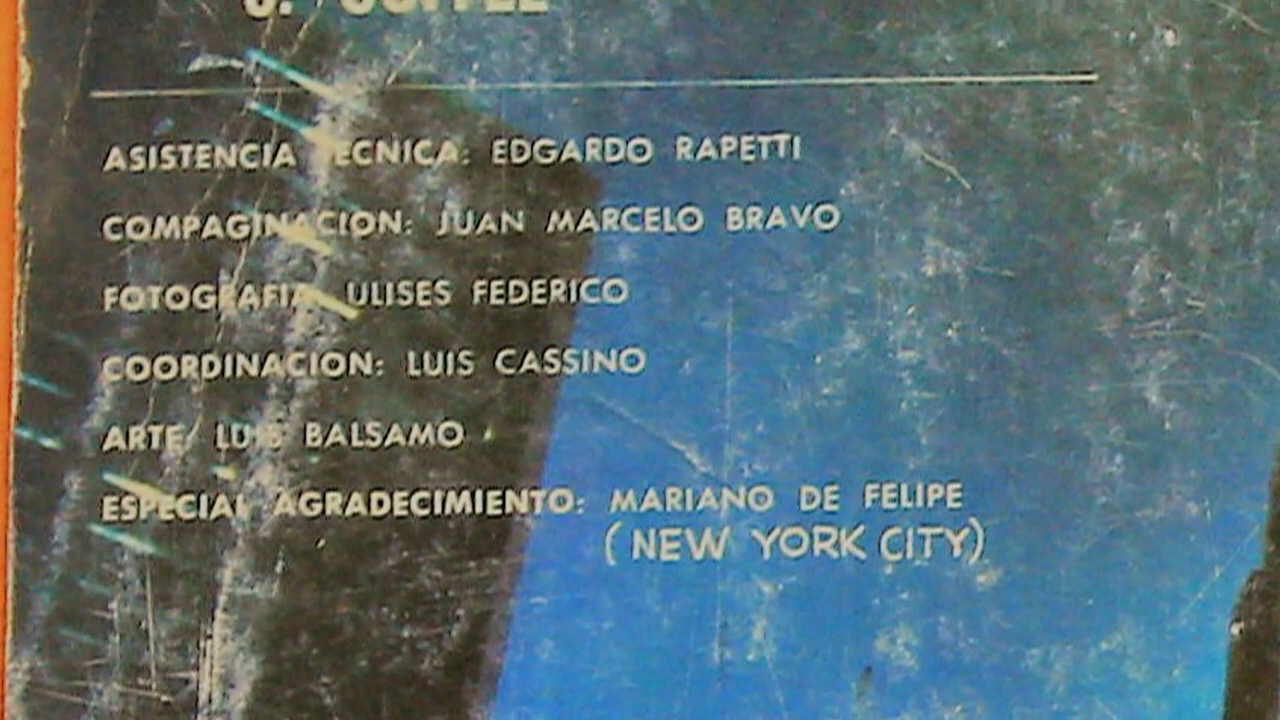 ASISTENCIA TECNICA: EDGARDO RAPETTI
COMPAGINACION: JUAN MARCELO BRAVO
FOTOGRAFIA ULISES FEDERICO
COORDINACION: LUIS CASSINO
ARTE: LUIS BALSAMO
ESPECIAL AGRADECIMIENTO: MARIANO DE FELIPE
(NEW YORK CITY)